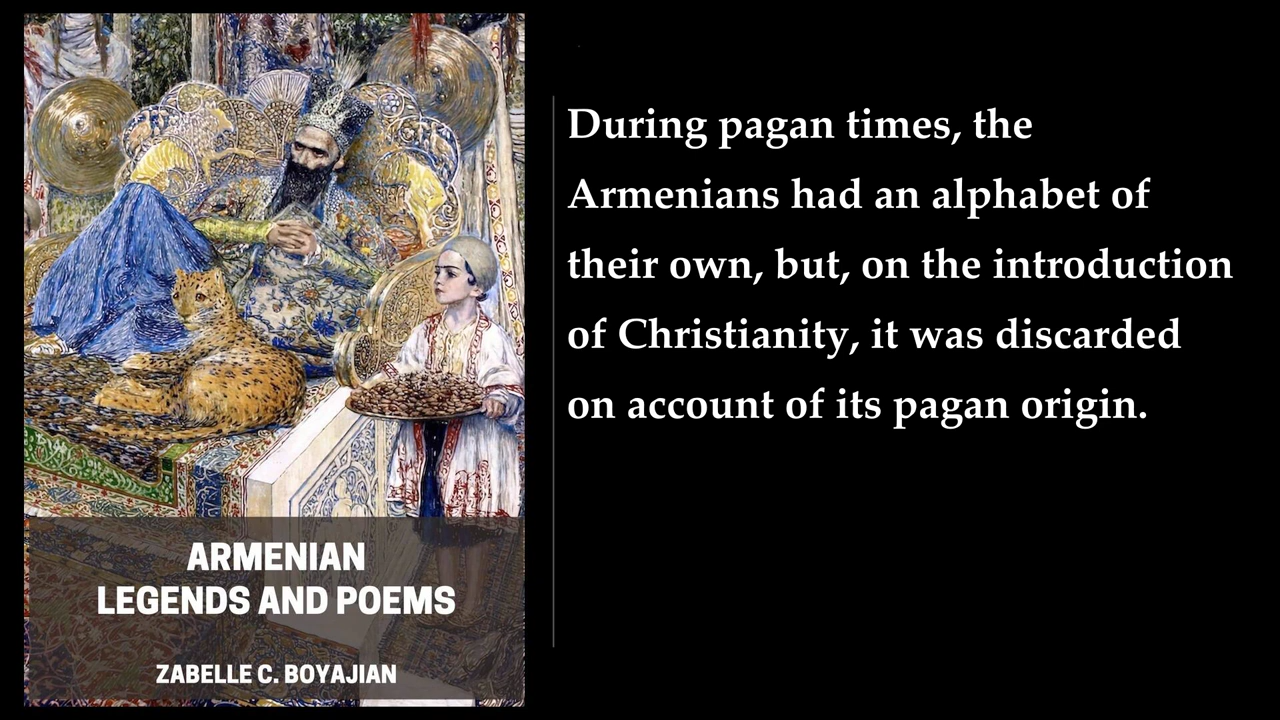 ARMENIAN
LEGENDS AND POEMS
ZABELLE C. BOYAJIAN
During pagan times, the
Armenians had an alphabet of
their own, but, on the introduction
of Christianity, it was discarded
on account of its pagan origin.